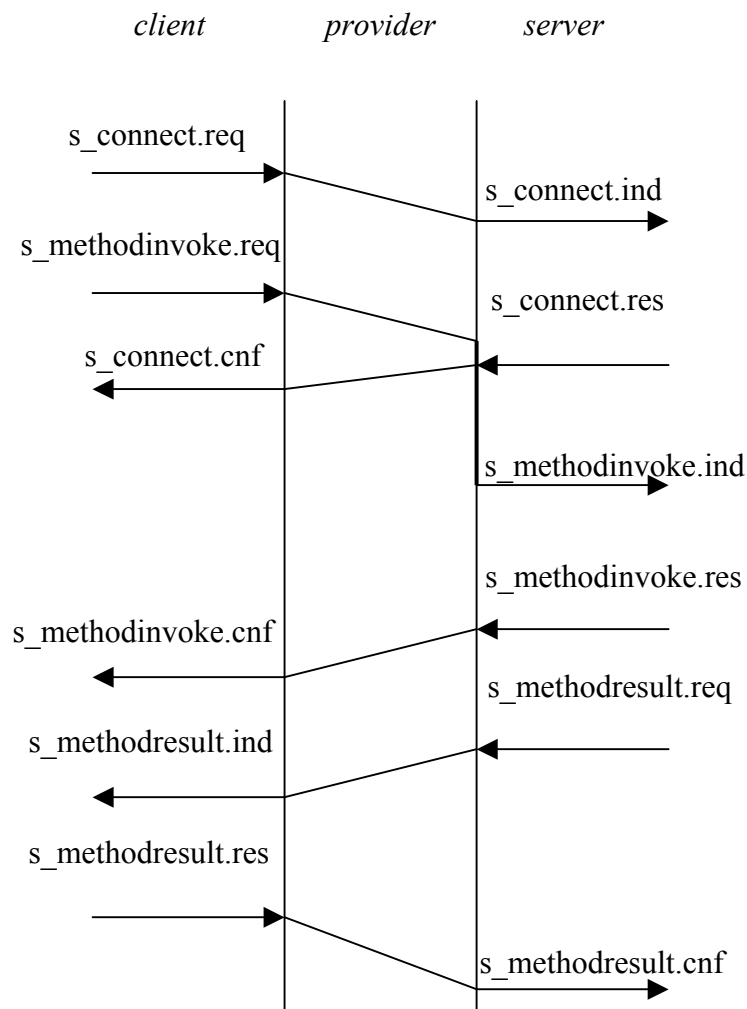 client provider server
s_connect.req
s_connect.ind
s_methodinvoke.req
s_connect.res
s_connect.cnf
s_methodinvoke.ind
s_methodinvoke.res
s_methodinvoke.cnf
s_methodresult.req
s_methodresult.ind
s_methodresult.res
s_methodresult.cnf